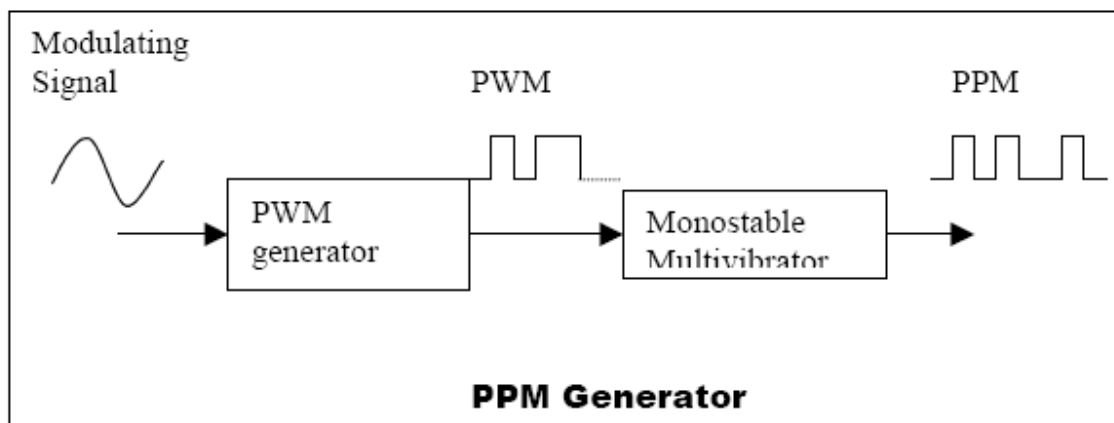 Modulating
Signal
PWM
PPM
PWM
generator
Monostable
Multivibrator
PPM Generator